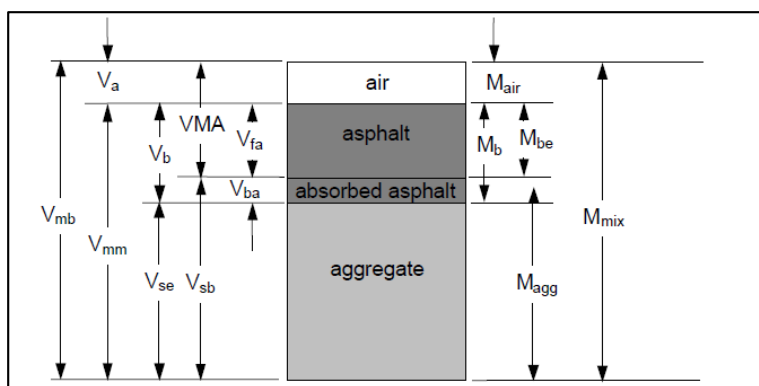 Va
air
Mair
VMA
asphalt
Vb
Vfa
Mb
Mbe
Vba
absorbed asphalt
Vmb
Vmm
Mmix
Vse
Vsb
aggregate
Magg